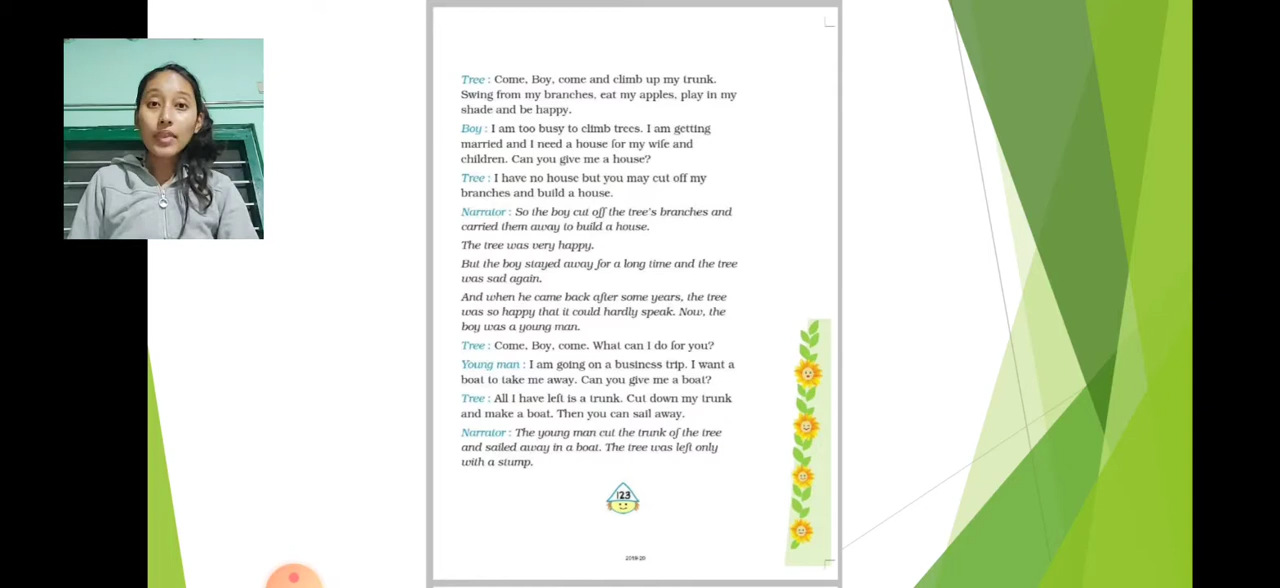 Tree : Come, Boy, come and climb up my trunk.
Swing from my branches, eat my apples, play in my
shade and be happy.
Boy : I am too busy to climb trees. I am getting
married and I need a house for my wife and
children. Can you give me a house?
Tree : I have no house but you may cut off my
branches and build a house.
Narrator : So the boy cut off the tree's branches and
carried them away to build a house.
The tree was very happy.
But the boy stayed away for a long time and the tree
was sad again.
And when he came back after some years, the tree
was so happy that it could hardly speak. Now, the
boy was a young man.
Tree : Come, Boy, come. What can I do for you?
Young man : I am going on a business trip. I want a
boat to take me away. Can you give me a boat?
Tree : All I have left is a trunk. Cut down my trunk
and make a boat. Then you can sail away.
Narrator : The young man cut the trunk of the tree
and sailed away in a boat. The tree was left only
with a stump.
123
2019-20